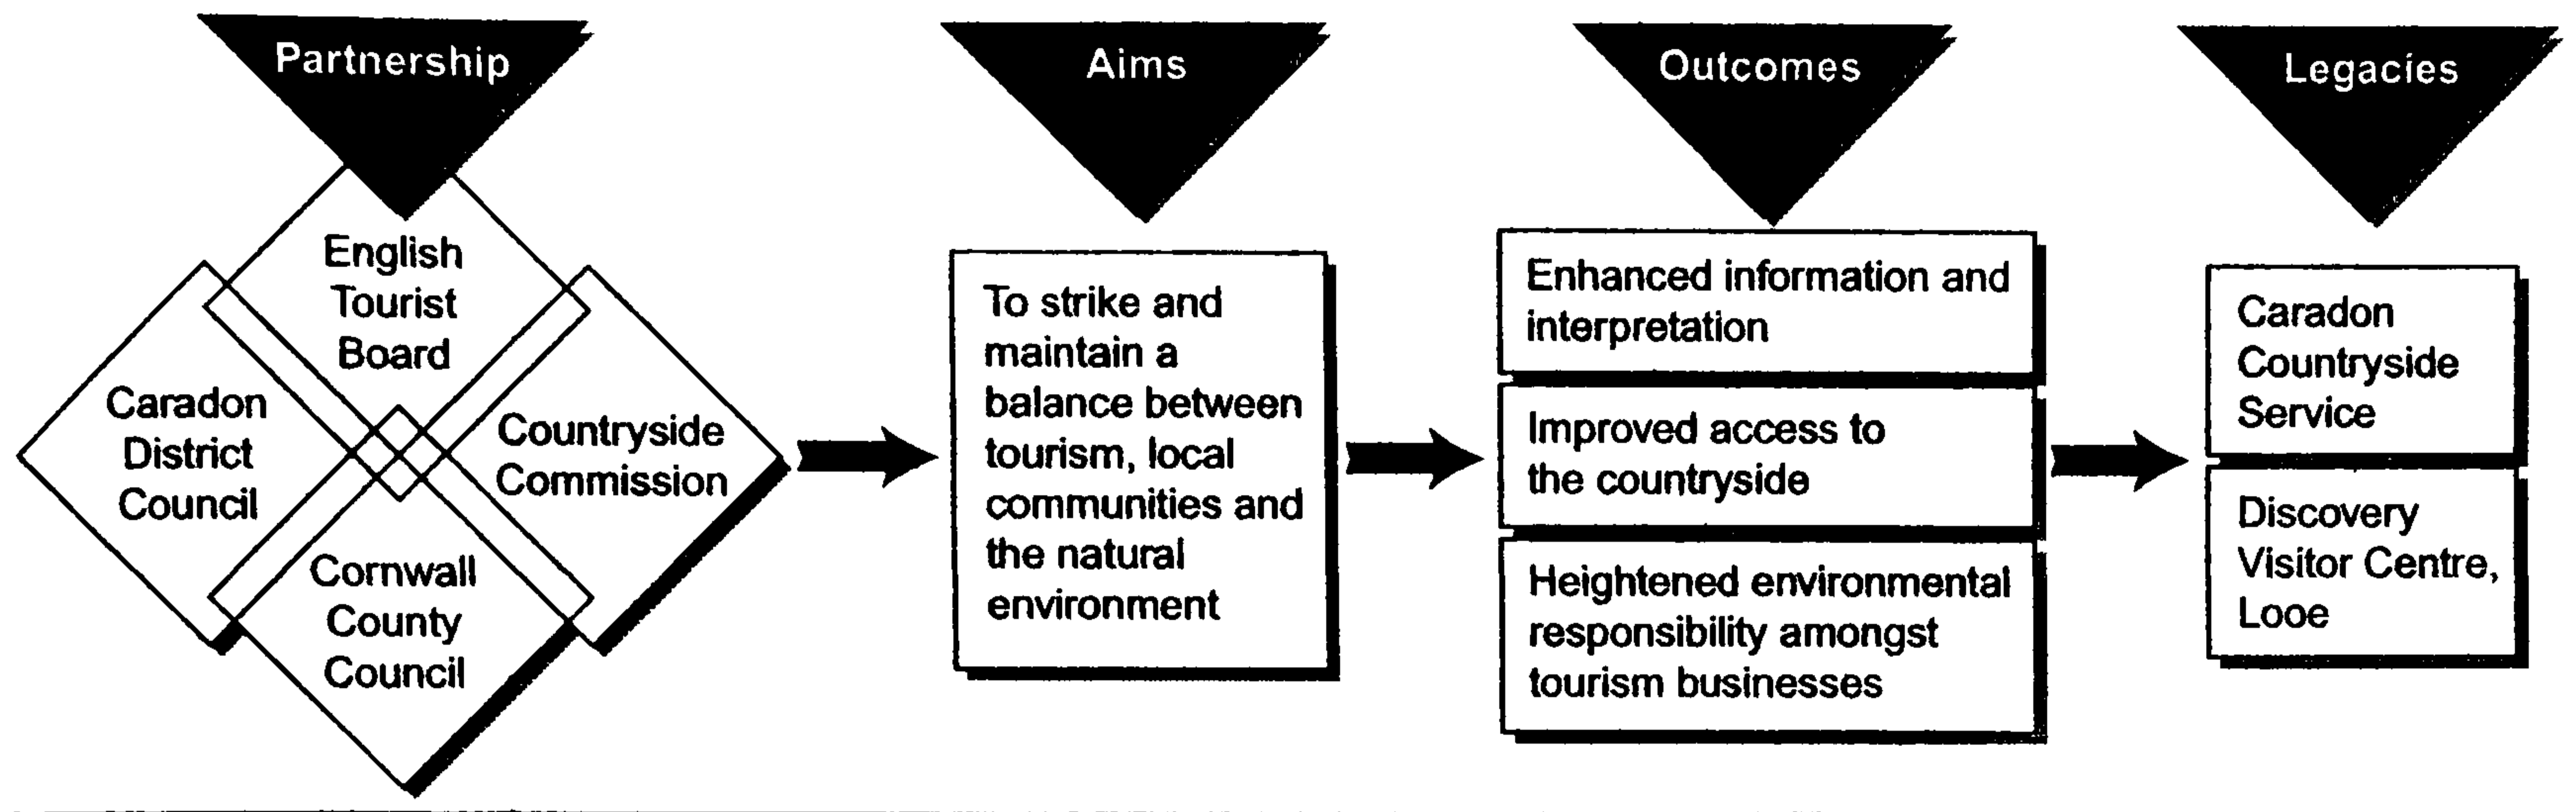 Partnership
English
Tourist
Board
Caradon
District
Council
Countryside
Commission
Cornwall
County
Council
Aims
To strike and
maintain a
balance between
tourism, local
communities and
the natural
environment
Outcomes
Enhanced information and
interpretation
Improved access to
the countryside
Heightened environmental
responsibility amongst
tourism businesses
Legacies
Caradon
Countryside
Service
Discovery
Visitor Centre,
Looe